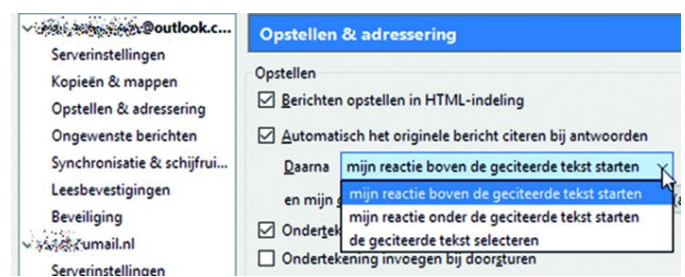 @outlook.c...
Serverinstellingen
Kopieën & mappen
Opstellen & adressering
Ongewenste berichten
Synchronisatie & schijfrui...
Leesbevestigingen
Beveiliging
umail.nl
Serverinstellingen
Opstellen & adressering
Opstellen
Berichten opstellen in HTML-indeling
Automatisch het originele bericht citeren bij antwoorden
Daarna mijn reactie boven de geciteerde tekst starten
mijn reactie boven de geciteerde tekst starten
en mijn
mijn reactie onder de geciteerde tekst starten
de geciteerde tekst selecteren
Ondertek
Ondertekening invoegen bij doorsturen